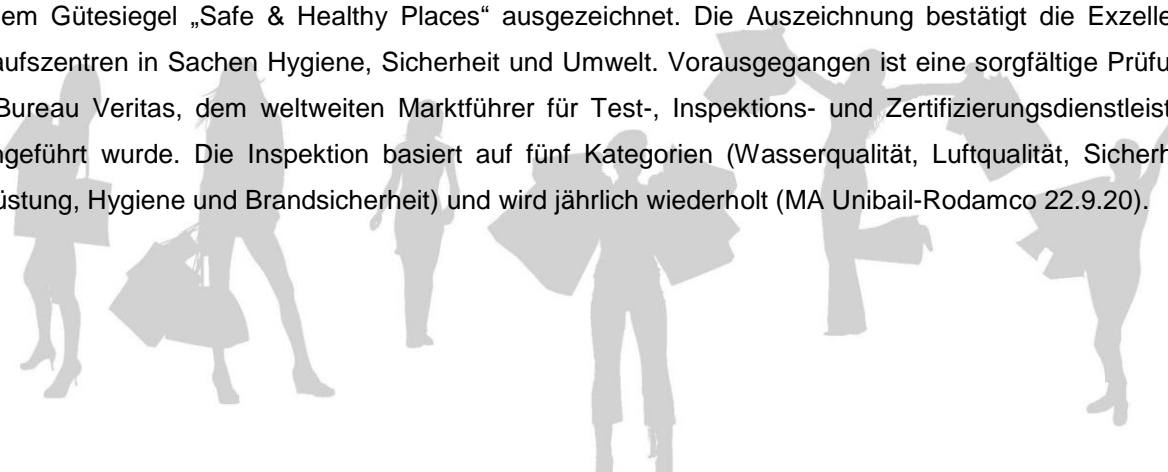 em Gütesiegel „Safe & Healthy Places“ ausgezeichnet. Die Auszeichnung bestätigt die Exzelle
aufszentren in Sachen Hygiene, Sicherheit und Umwelt. Vorausgegangen ist eine sorgfältige Prüfu
Bureau Veritas, dem weltweiten Marktführer für Test-, Inspektions- und Zertifizierungsdienstleist
ngeführt wurde. Die Inspektion basiert auf fünf Kategorien (Wasserqualität, Luftqualität, Sicherh
üstung, Hygiene und Brandsicherheit) und wird jährlich wiederholt (MA Unibail-Rodamco 22.9.20).